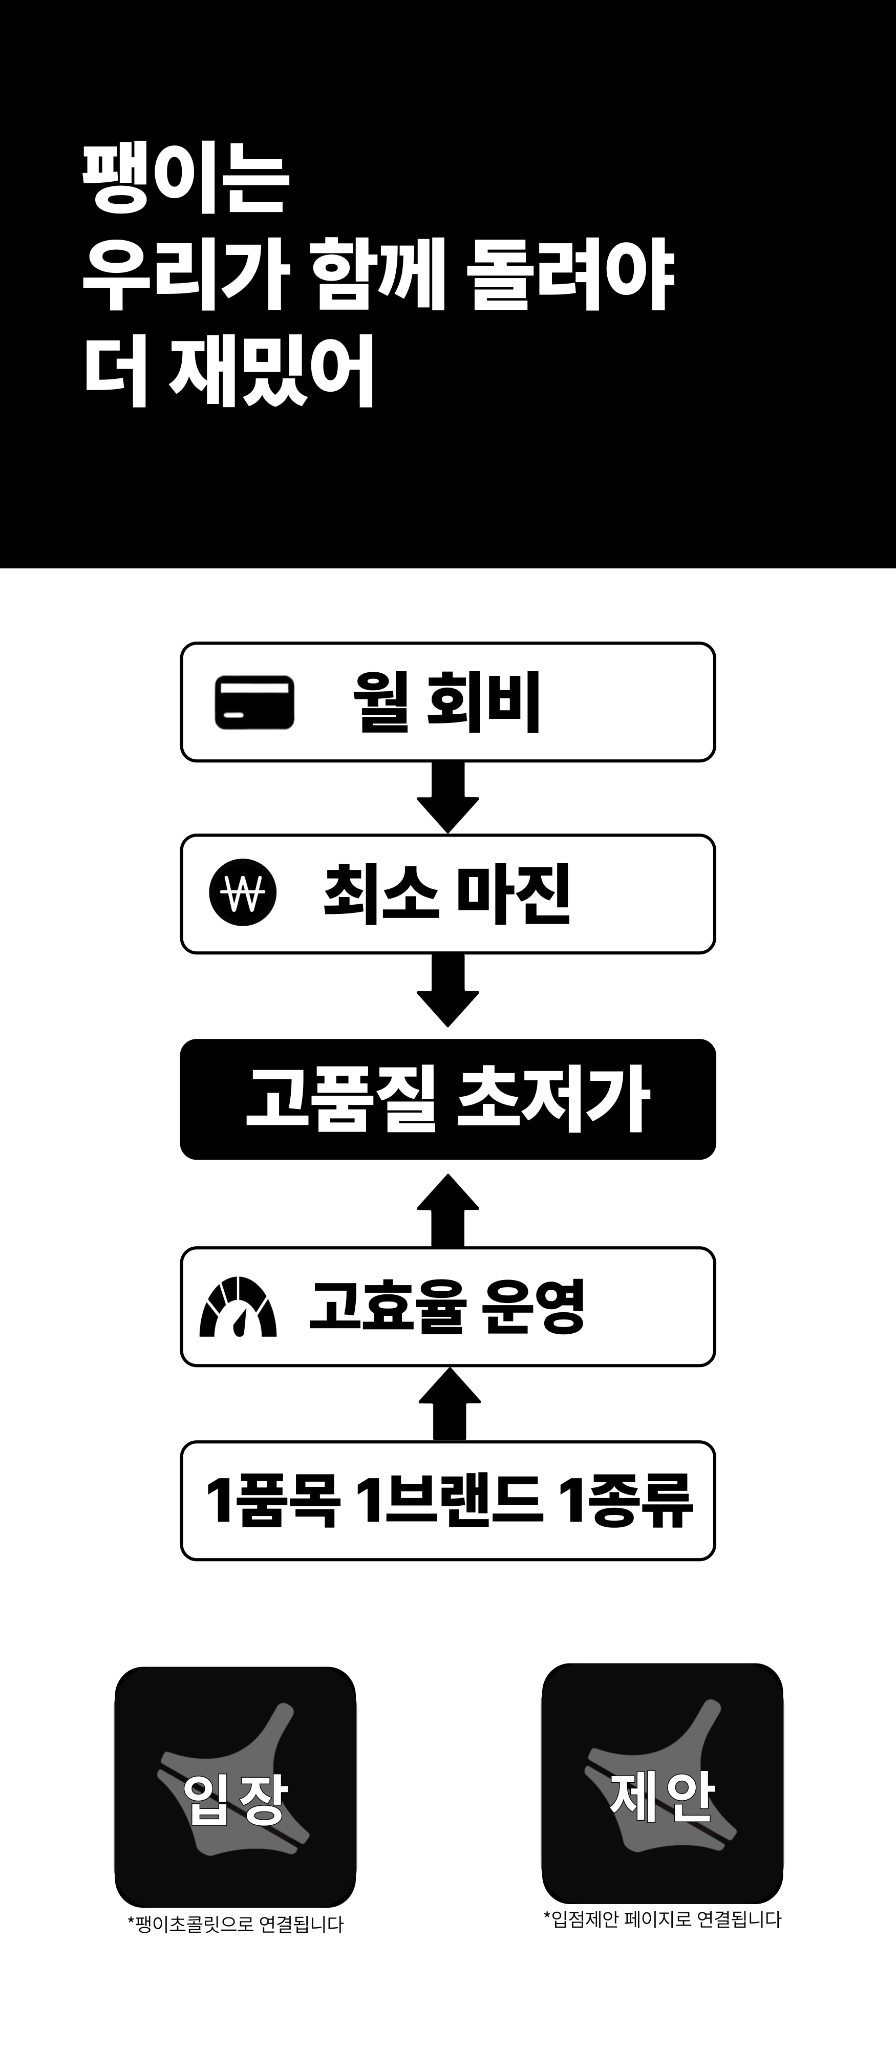 팽이는
우리가 함께 돌려야
더 재밌어
월 회비
₩ 최소 마진
고품질 초저가
고효율 운영
1품목 1브랜드 1종류
입장
제안
*팽이초콜릿으로 연결됩니다
*입점제안 페이지로 연결됩니다